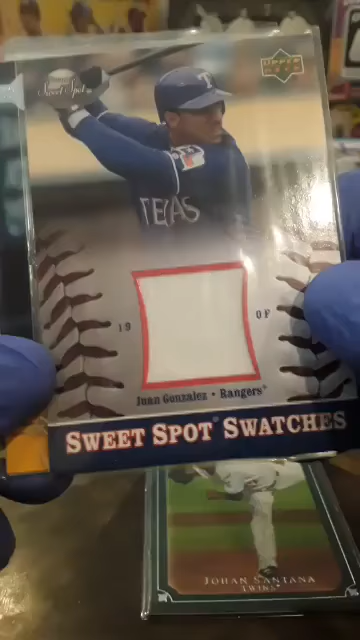 Sweet Spot
UPPER
DECK
T
TEXAS
19 OF
Juan Gonzalez • Rangers®
SWEET SPOT® SWATCHES
JOHAN SANTANA
TWINS